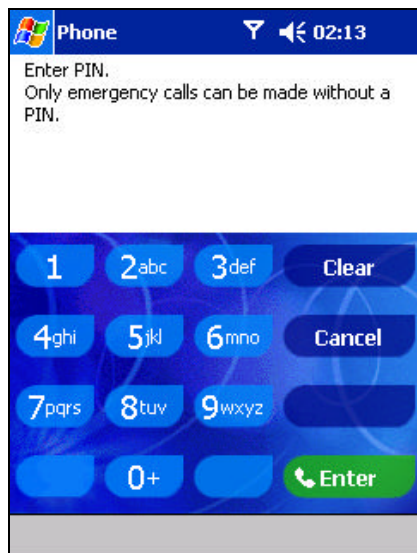 Phone 02:13
Enter PIN.
Only emergency calls can be made without a
PIN.
1 2abc 3def Clear
4ghi 5jkl 6mno Cancel
7pqrs 8tuv 9wxyz
0+ Enter